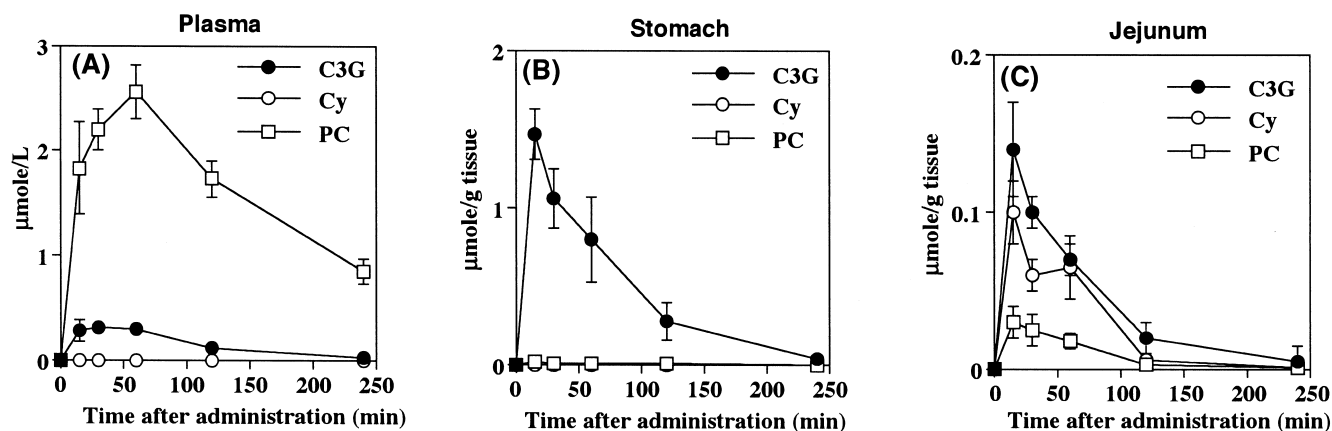 Plasma
(A)
C3G
Cy
PC
3
2
1
0
μmole/L
0 50 100 150 200 250
Time after administration (min)
Stomach
(B)
C3G
Cy
PC
2
1
0
μmole/g tissue
0 50 100 150 200 250
Time after administration (min)
Jejunum
(C)
C3G
Cy
PC
0.2
0.1
0
μmole/g tissue
0 50 100 150 200 250
Time after administration (min)